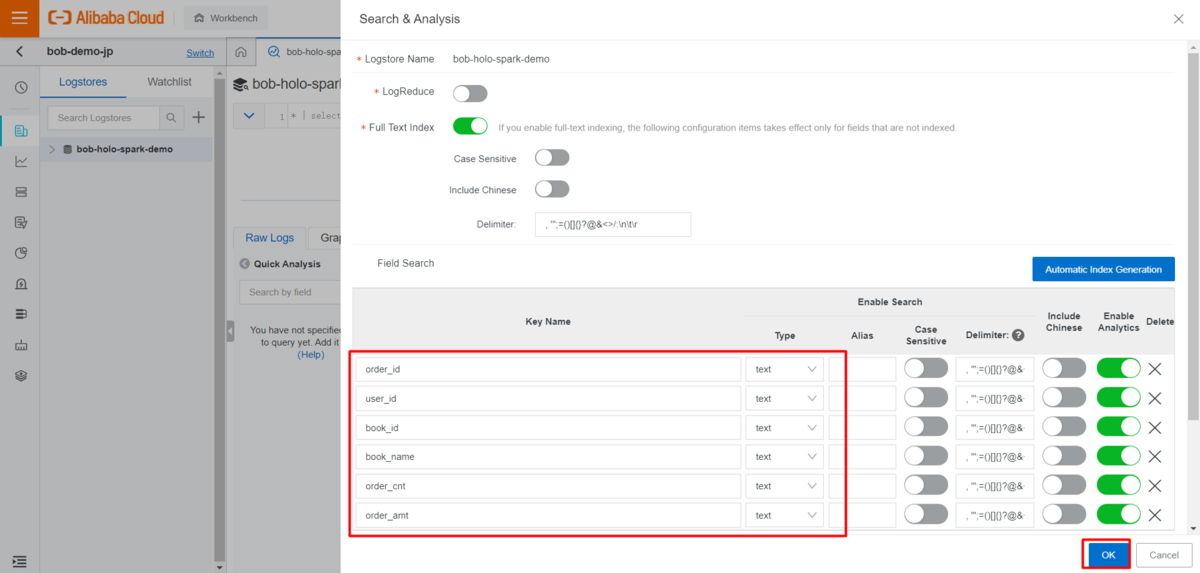 Alibaba Cloud
Workbench
bob-demo-jp
Switch
bob-holo-spa
Logstores
Watchlist
bob-holo-spark
Search Logstores
1 * | select
bob-holo-spark-demo
Raw Logs
Grap
Quick Analysis
Search by field
You have not specified
to query yet. Add it
(Help)
Search & Analysis
* Logstore Name bob-holo-spark-demo
* LogReduce
* Full Text Index If you enable full-text indexing, the following configuration items takes effect only for fields that are not indexed.
Case Sensitive
Include Chinese
Delimiter: , '";=()[]{}?@&<>/:\n\t\r
Field Search
Automatic Index Generation
Key Name
Enable Search
Type
Alias
Case Sensitive
Delimiter: ?
Include Chinese
Enable Analytics
Delete
order_id text , '";=()[]{}?@&
user_id text , '";=()[]{}?@&
book_id text , '";=()[]{}?@&
book_name text , '";=()[]{}?@&
order_cnt text , '";=()[]{}?@&
order_amt text , '";=()[]{}?@&
OK
Cancel